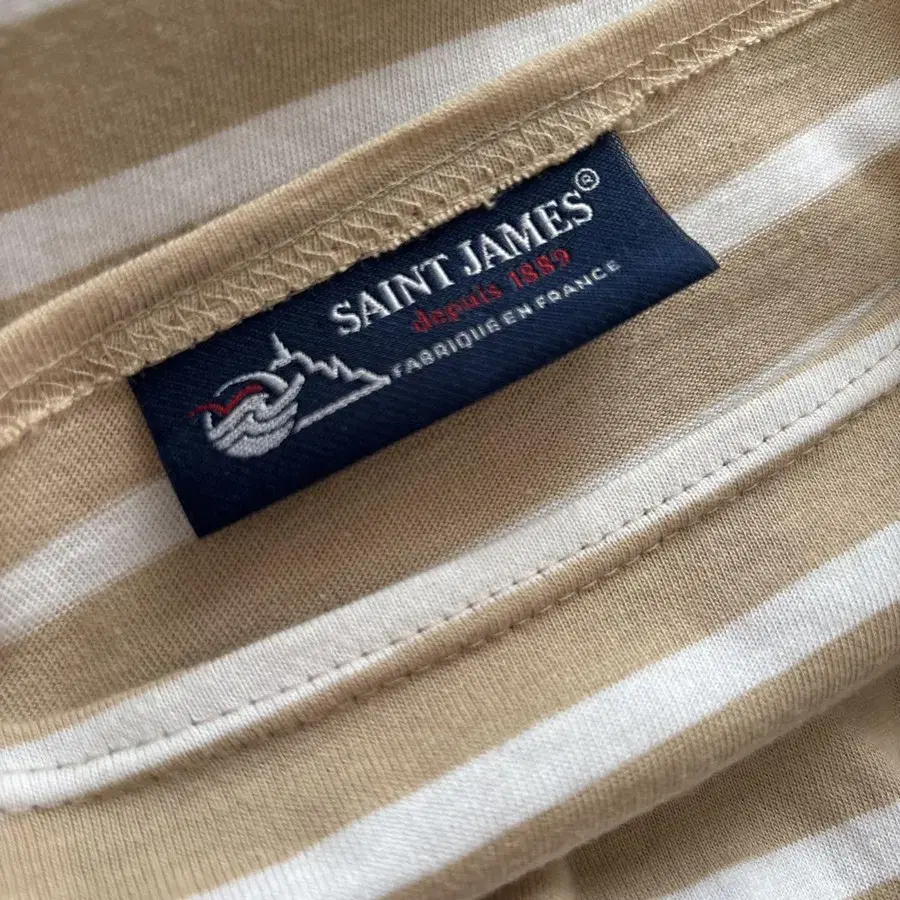 SAINT JAMES®
depuis 1889
FABRIQUE EN FRANCE